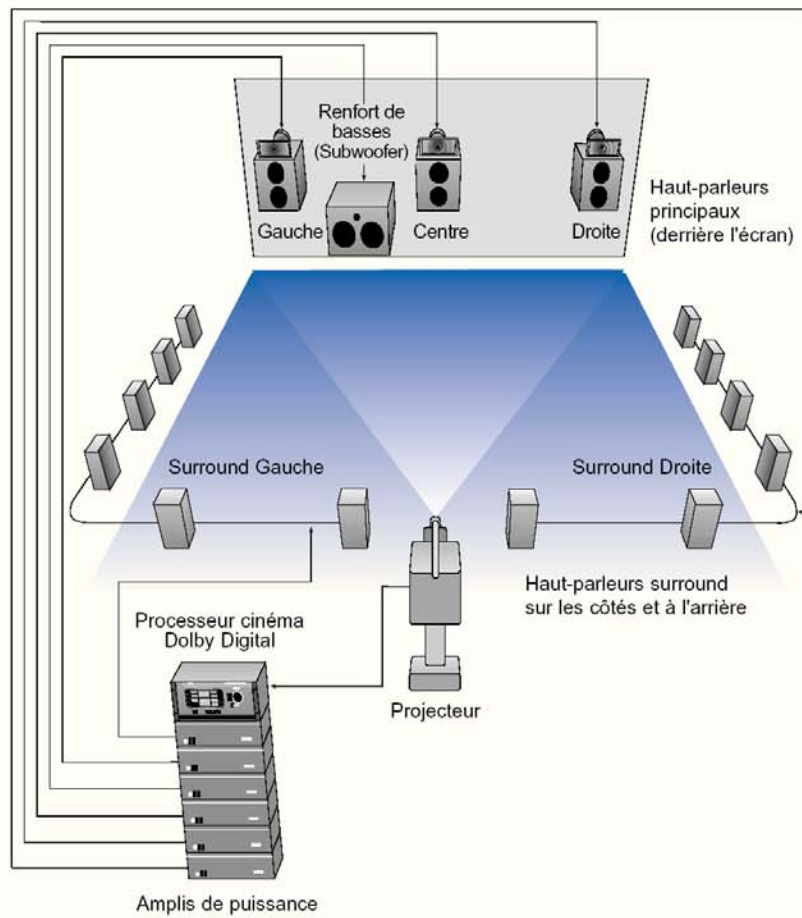 Renfort de
basses
(Subwoofer)
Gauche
Centre
Droite
Haut-parleurs
principaux
(derrière l'écran)
Surround Gauche
Surround Droite
Haut-parleurs surround
sur les côtés et à l'arrière
Processeur cinéma
Dolby Digital
Projecteur
Amplis de puissance